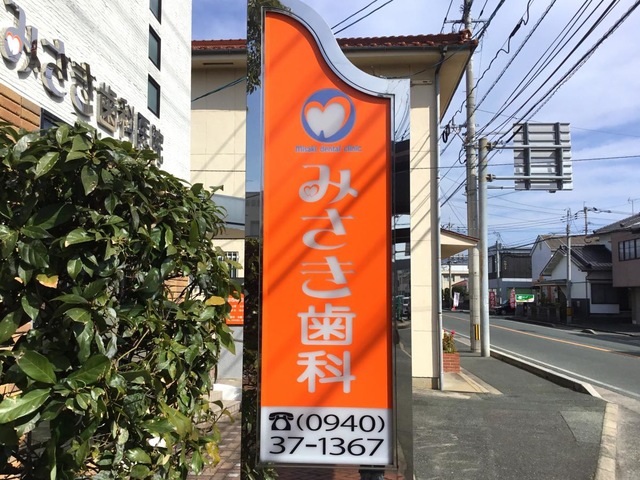 みさき歯科医院
misaki dental clinic
みさき歯科
☎(0940)
37-1367